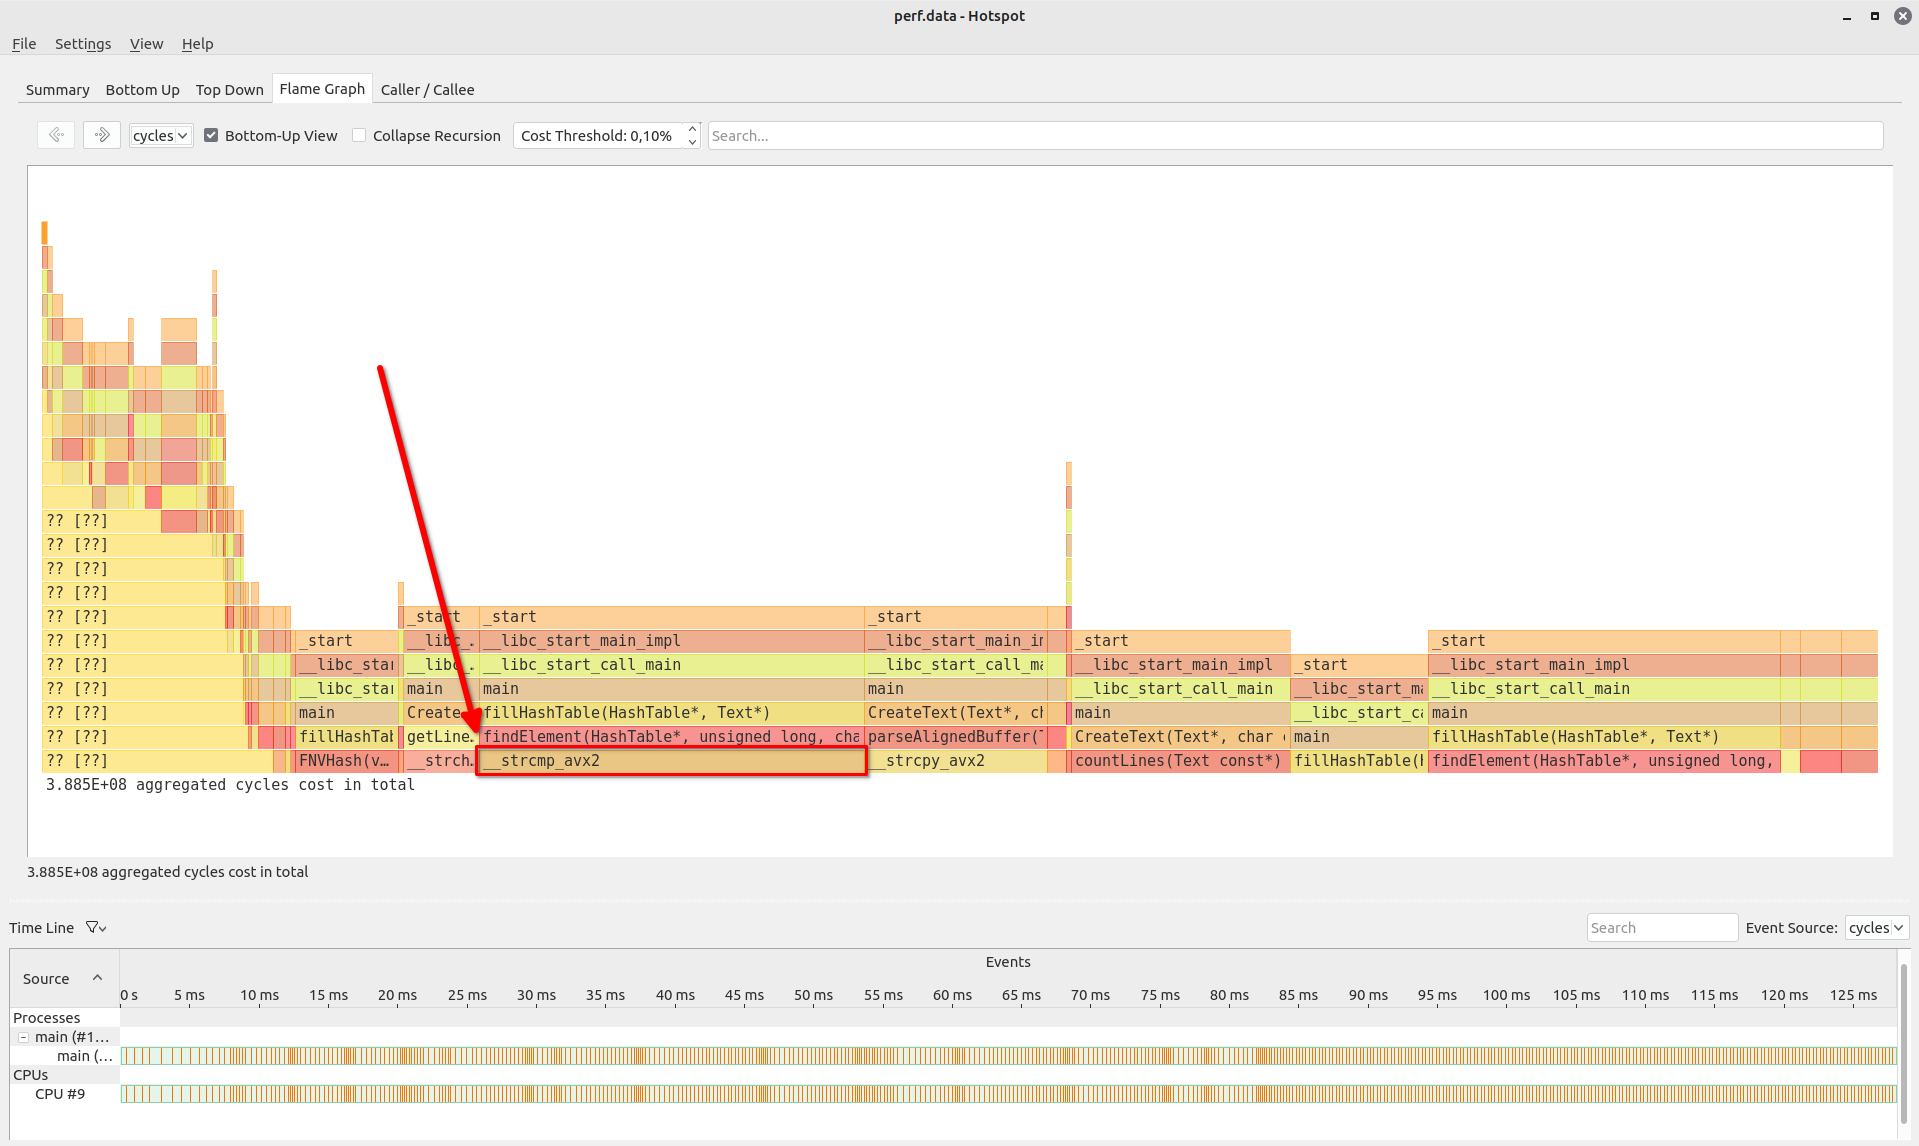 perf.data - Hotspot
File Settings View Help
Summary Bottom Up Top Down Flame Graph Caller / Callee
cycles Bottom-Up View Collapse Recursion Cost Threshold: 0,10% Search...
?? [??]
?? [??]
?? [??]
?? [??]
?? [??] _start _start _start
?? [??] _start __libc_. __libc_start_main_impl __libc_start_main_ir _start _start
?? [??] __libc_star __libc_. __libc_start_call_main __libc_start_call_ma __libc_start_main_impl _start __libc_start_main_impl
?? [??] __libc_star main main main __libc_start_call_main __libc_start_ma __libc_start_call_main
?? [??] main Create fillHashTable(HashTable*, Text*) CreateText(Text*, ch main __libc_start_ca main
?? [??] fillHashTab getLine.. findElement(HashTable*, unsigned long, cha parseAlignedBuffer(T CreateText(Text*, char main fillHashTable(HashTable*, Text*)
?? [??] FNVHash(v… __strch… __strcmp_avx2 __strcpy_avx2 countLines(Text const*) fillHashTable(H findElement(HashTable*, unsigned long,
3.885E+08 aggregated cycles cost in total
3.885E+08 aggregated cycles cost in total
Time Line Search Event Source: cycles
Source Events
0 s 5 ms 10 ms 15 ms 20 ms 25 ms 30 ms 35 ms 40 ms 45 ms 50 ms 55 ms 60 ms 65 ms 70 ms 75 ms 80 ms 85 ms 90 ms 95 ms 100 ms 105 ms 110 ms 115 ms 120 ms 125 ms
Processes
main (#1...
main (...
CPUs
CPU #9